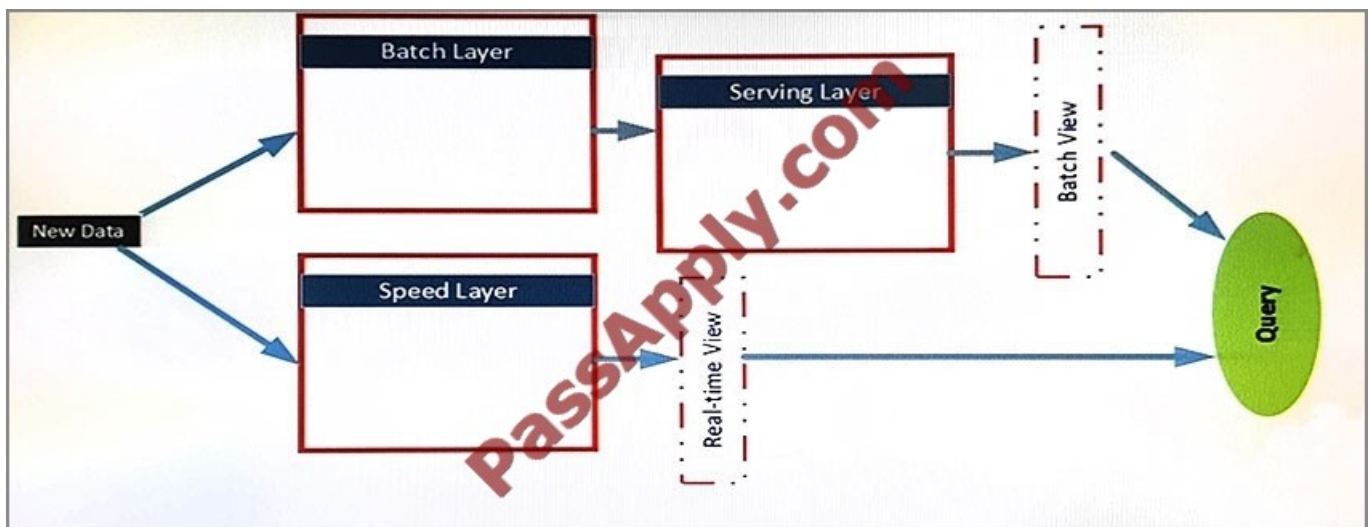 Batch Layer
Serving Layer
Batch View
New Data
Speed Layer
Real-time View
Query
PassApply.com